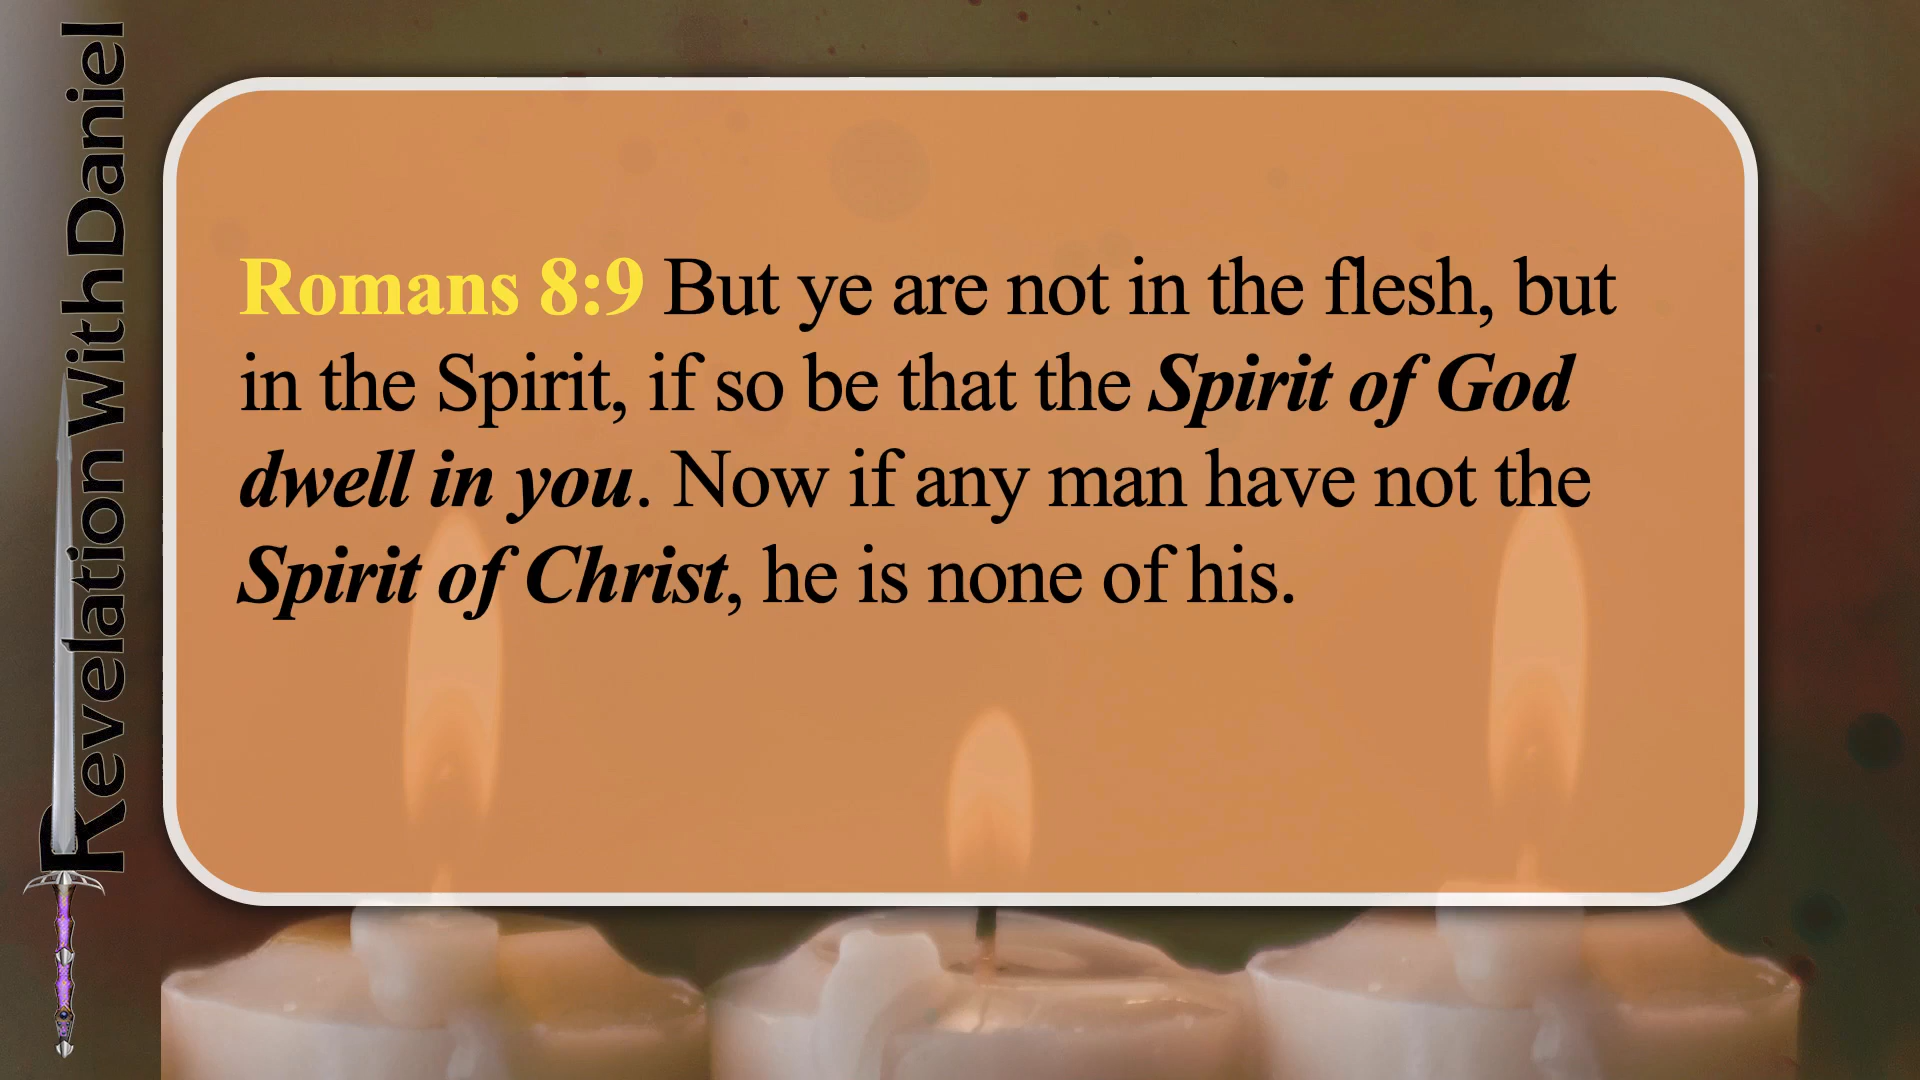 Revelation With Daniel
Romans 8:9 But ye are not in the flesh, but
in the Spirit, if so be that the Spirit of God
dwell in you. Now if any man have not the
Spirit of Christ, he is none of his.